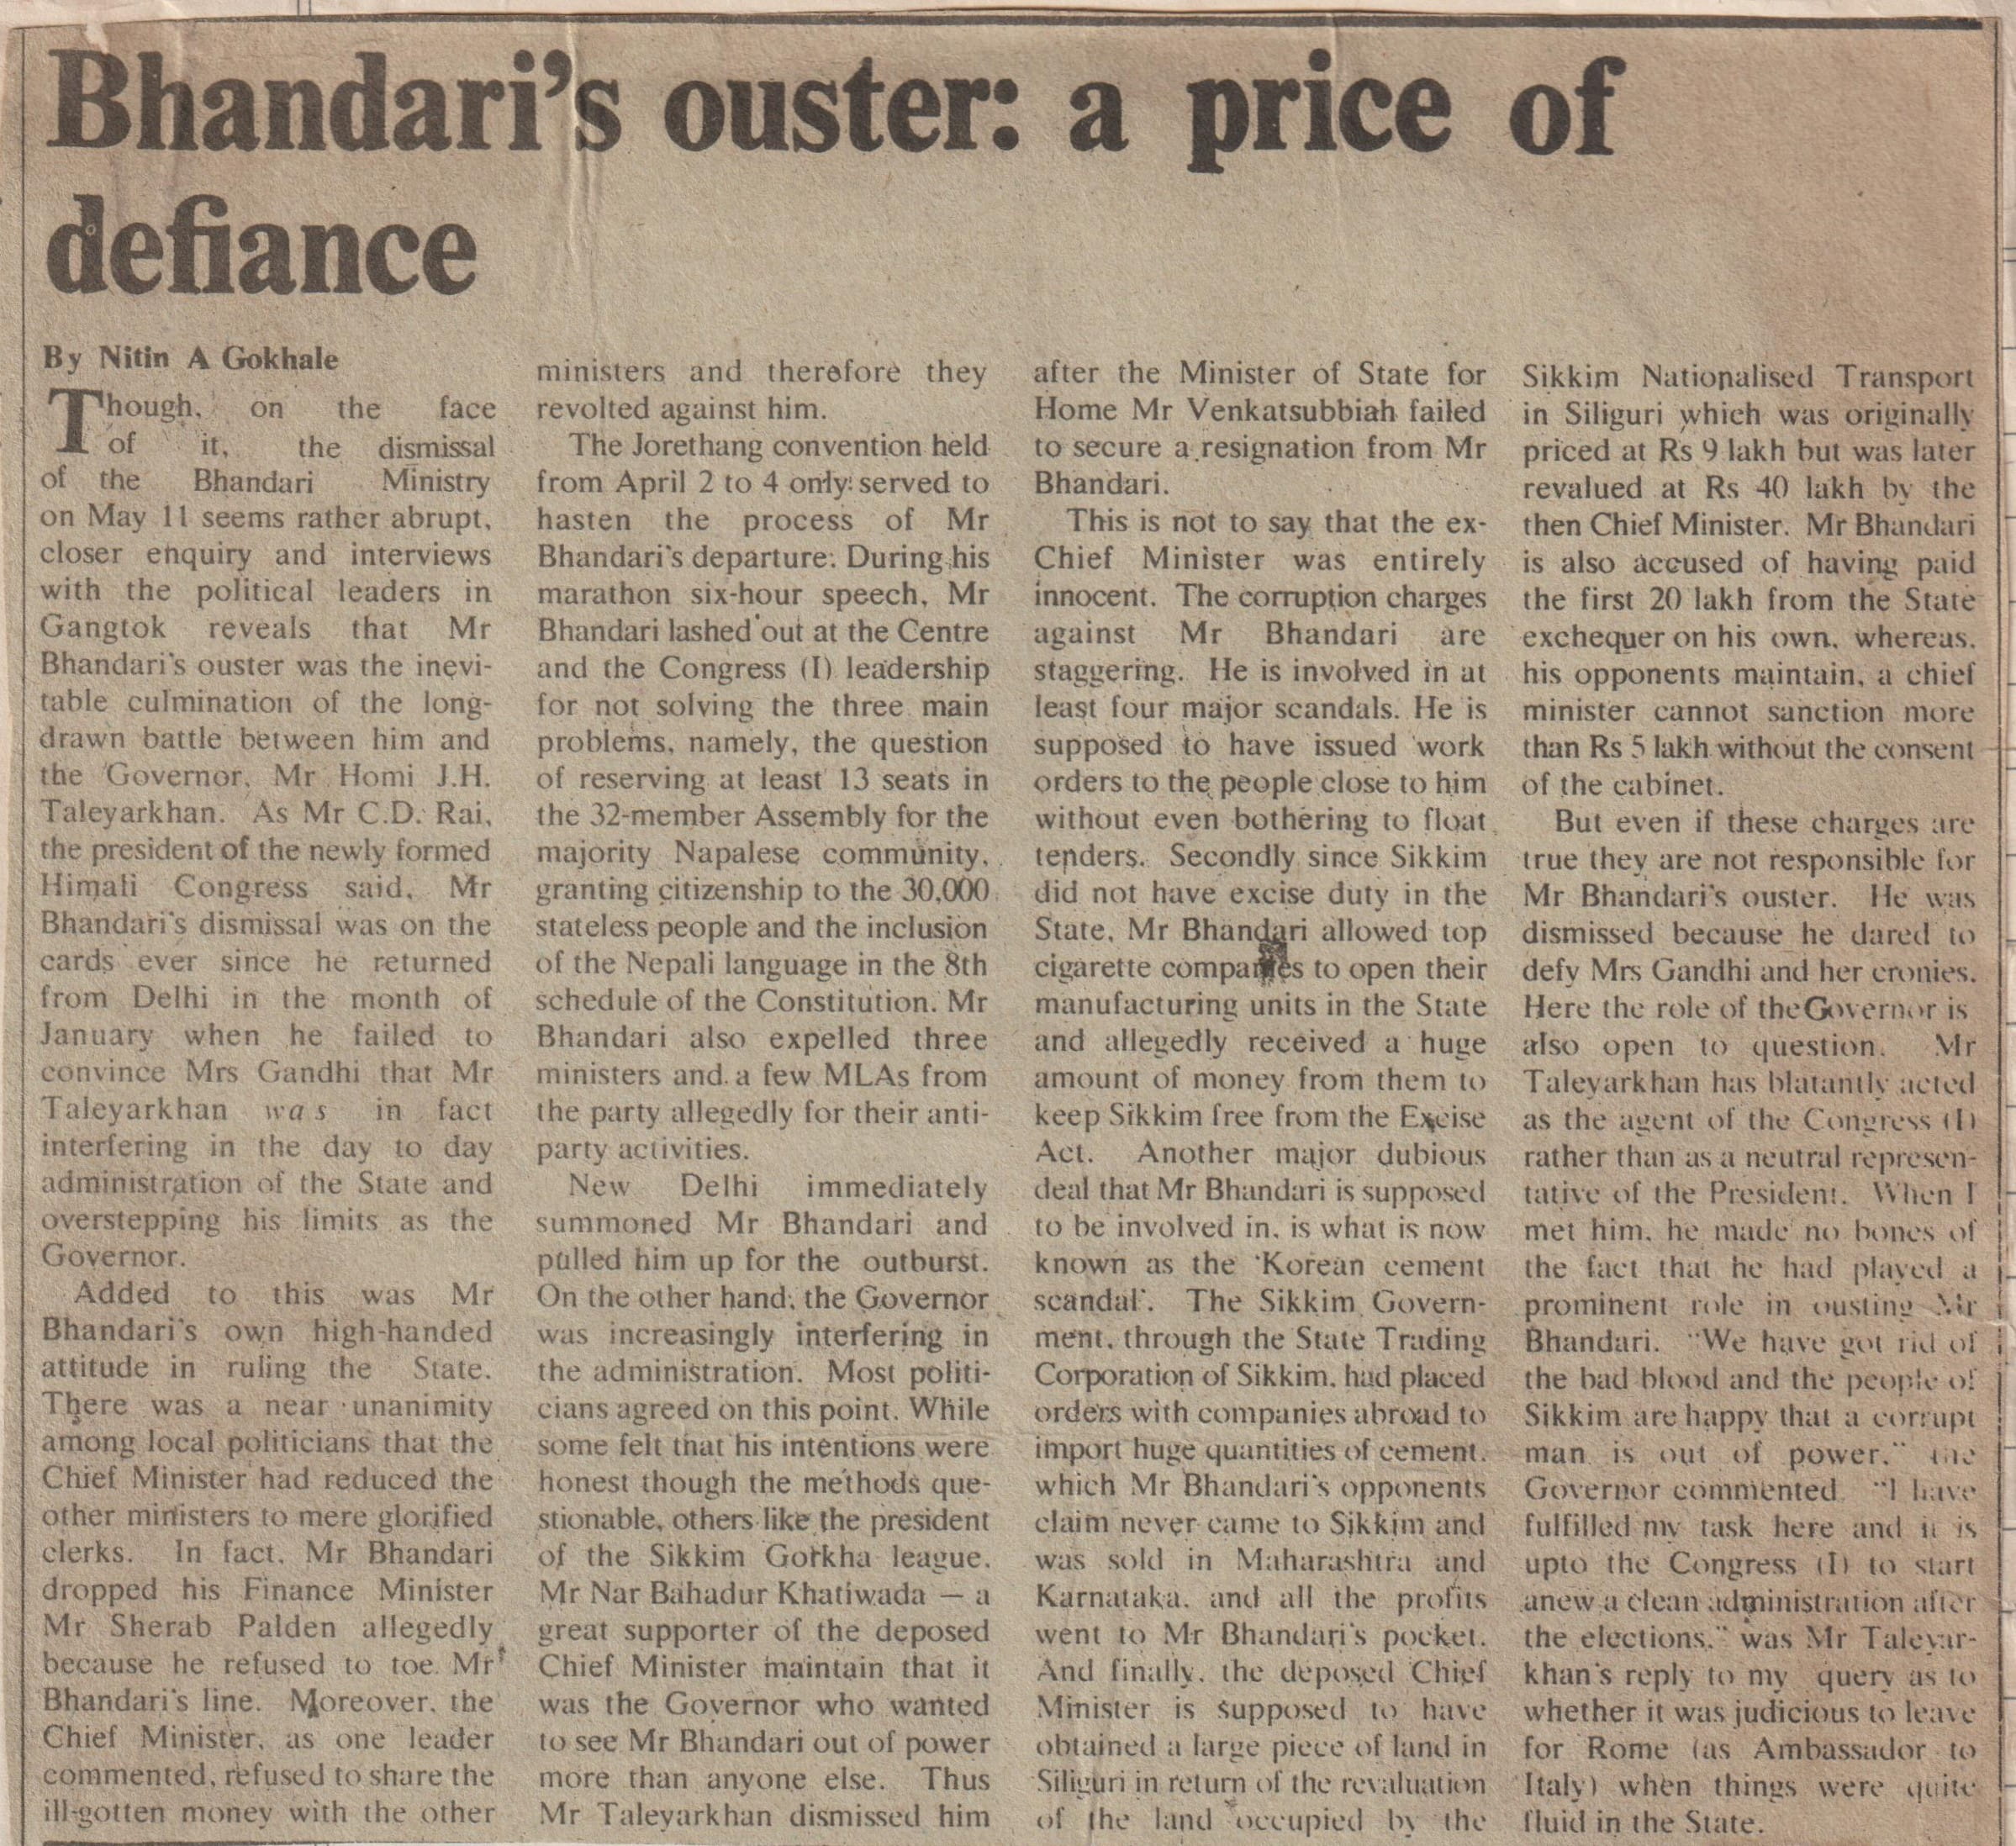 Bhandari's ouster: a price of
defiance
By Nitin A Gokhale
Though, on the face
of it, the dismissal
of the Bhandari Ministry
on May 11 seems rather abrupt,
closer enquiry and interviews
with the political leaders in
Gangtok reveals that Mr
Bhandari's ouster was the inevi-
table culmination of the long-
drawn battle between him and
the Governor, Mr Homi J.H.
Taleyarkhan. As Mr C.D. Rai,
the president of the newly formed
Himali Congress said, Mr
Bhandari's dismissal was on the
cards ever since he returned
from Delhi in the month of
January when he failed to
convince Mrs Gandhi that Mr
Taleyarkhan was in fact
interfering in the day to day
administration of the State and
overstepping his limits as the
Governor.
Added to this was Mr
Bhandari's own high-handed
attitude in ruling the State.
There was a near unanimity
among local politicians that the
Chief Minister had reduced the
other ministers to mere glorified
clerks. In fact, Mr Bhandari
dropped his Finance Minister
Mr Sherab Palden allegedly
because he refused to toe Mr
Bhandari's line. Moreover, the
Chief Minister, as one leader
commented, refused to share the
ill-gotten money with the other
ministers and therefore they
revolted against him.
The Jorethang convention held
from April 2 to 4 only served to
hasten the process of Mr
Bhandari's departure. During his
marathon six-hour speech, Mr
Bhandari lashed out at the Centre
and the Congress (I) leadership
for not solving the three main
problems, namely, the question
of reserving at least 13 seats in
the 32-member Assembly for the
majority Napalese community,
granting citizenship to the 30,000
stateless people and the inclusion
of the Nepali language in the 8th
schedule of the Constitution. Mr
Bhandari also expelled three
ministers and a few MLAs from
the party allegedly for their anti-
party activities.
New Delhi immediately
summoned Mr Bhandari and
pulled him up for the outburst.
On the other hand, the Governor
was increasingly interfering in
the administration. Most politi-
cians agreed on this point. While
some felt that his intentions were
honest though the methods que-
stionable, others like the president
of the Sikkim Gorkha league,
Mr Nar Bahadur Khatiwada — a
great supporter of the deposed
Chief Minister maintain that it
was the Governor who wanted
to see Mr Bhandari out of power
more than anyone else. Thus
Mr Taleyarkhan dismissed him
after the Minister of State for
Home Mr Venkatsubbiah failed
to secure a resignation from Mr
Bhandari.
This is not to say that the ex-
Chief Minister was entirely
innocent. The corruption charges
against Mr Bhandari are
staggering. He is involved in at
least four major scandals. He is
supposed to have issued work
orders to the people close to him
without even bothering to float
tenders. Secondly since Sikkim
did not have excise duty in the
State, Mr Bhandari allowed top
cigarette companies to open their
manufacturing units in the State
and allegedly received a huge
amount of money from them to
keep Sikkim free from the Excise
Act. Another major dubious
deal that Mr Bhandari is supposed
to be involved in, is what is now
known as the 'Korean cement
scandal'. The Sikkim Govern-
ment, through the State Trading
Corporation of Sikkim, had placed
orders with companies abroad to
import huge quantities of cement,
which Mr Bhandari's opponents
claim never came to Sikkim and
was sold in Maharashtra and
Karnataka, and all the profits
went to Mr Bhandari's pocket.
And finally, the deposed Chief
Minister is supposed to have
obtained a large piece of land in
Siliguri in return of the revaluation
of the land occupied by the
Sikkim Nationalised Transport
in Siliguri which was originally
priced at Rs 9 lakh but was later
revalued at Rs 40 lakh by the
then Chief Minister. Mr Bhandari
is also accused of having paid
the first 20 lakh from the State
exchequer on his own, whereas,
his opponents maintain, a chief
minister cannot sanction more
than Rs 5 lakh without the consent
of the cabinet.
But even if these charges are
true they are not responsible for
Mr Bhandari's ouster. He was
dismissed because he dared to
defy Mrs Gandhi and her cronies.
Here the role of the Governor is
also open to question. Mr
Taleyarkhan has blatantly acted
as the agent of the Congress (I)
rather than as a neutral represen-
tative of the President. When I
met him, he made no bones of
the fact that he had played a
prominent role in ousting Mr
Bhandari. "We have got rid of
the bad blood and the people of
Sikkim are happy that a corrupt
man is out of power," the
Governor commented. "I have
fulfilled my task here and it is
upto the Congress (I) to start
anew a clean administration after
the elections," was Mr Taleyar-
khan's reply to my query as to
whether it was judicious to leave
for Rome (as Ambassador to
Italy) when things were quite
fluid in the State.